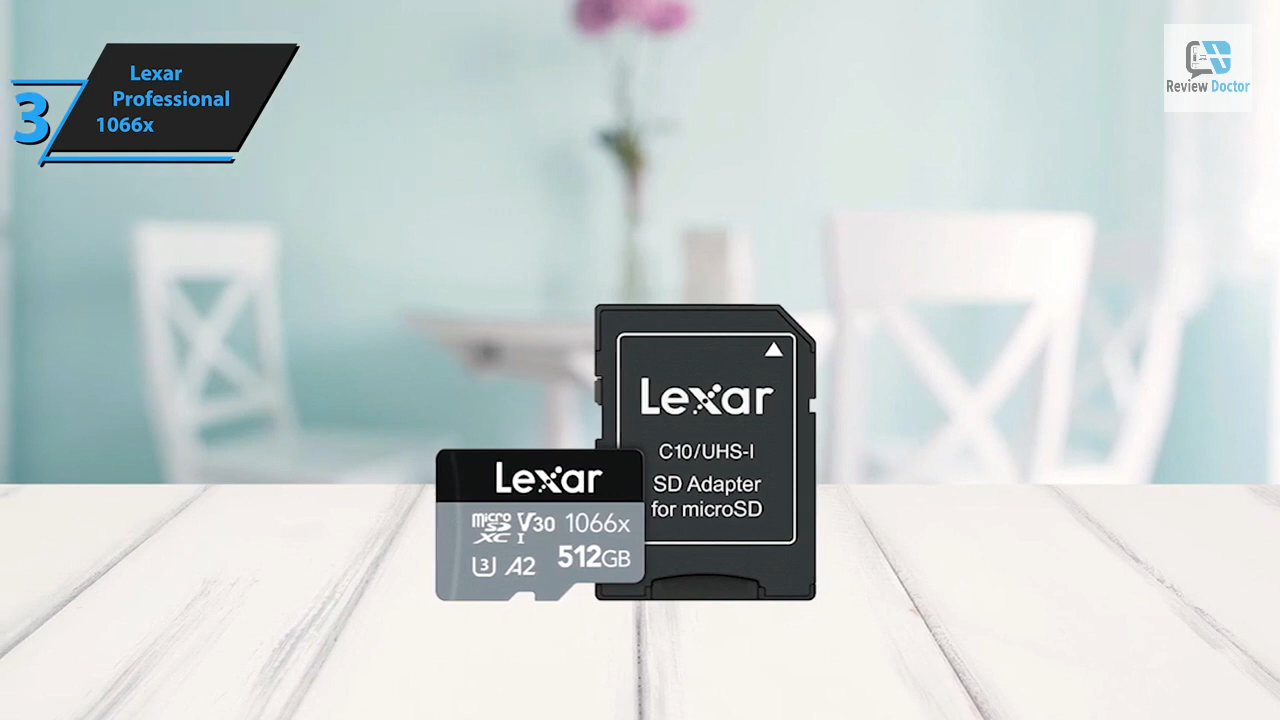 3
Lexar
Professional
1066x
Review Doctor
Lexar
C10/UHS-I
SD Adapter
for microSD
Lexar
micro SD XC I V30 1066x
U3 A2 512GB